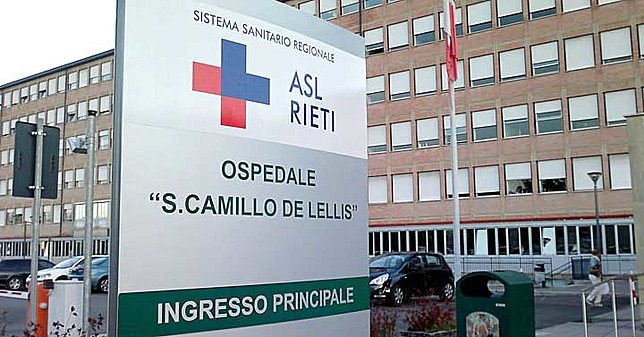 SISTEMA SANITARIO REGIONALE
ASL
RIETI
OSPEDALE
"S.CAMILLO DE LELLIS"
INGRESSO PRINCIPALE